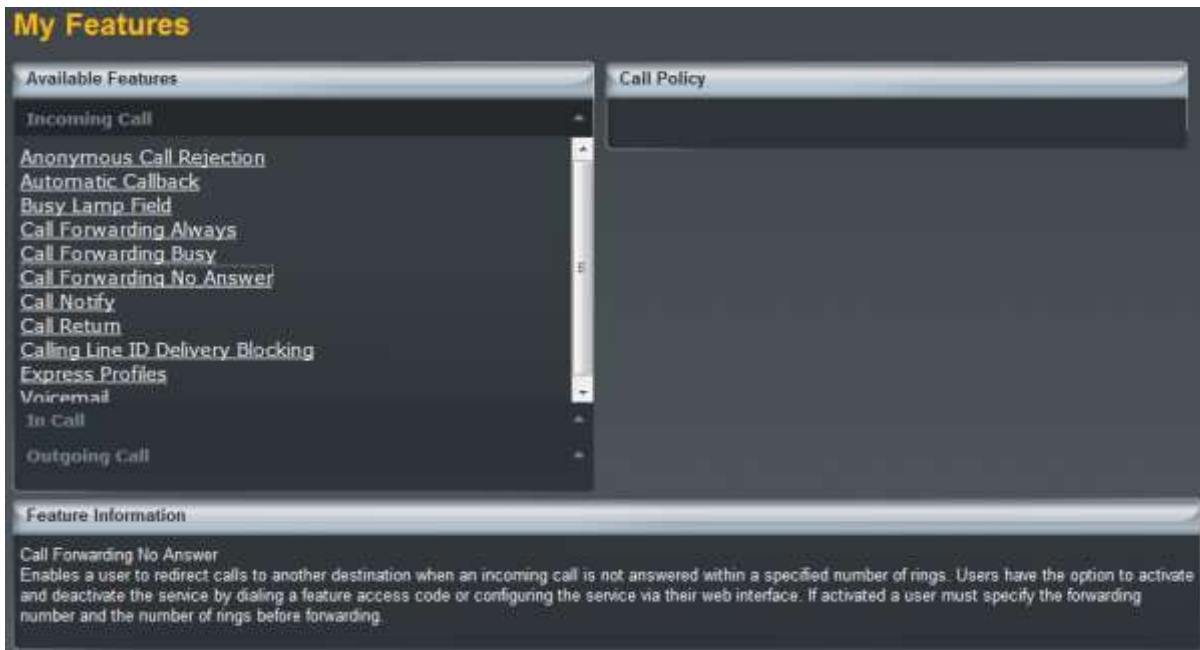 My Features
Available Features
Call Policy
Incoming Call
Anonymous Call Rejection
Automatic Callback
Busy Lamp Field
Call Forwarding Always
Call Forwarding Busy
Call Forwarding No Answer
Call Notify
Call Return
Calling Line ID Delivery Blocking
Express Profiles
Voicemail
In Call
Outgoing Call
Feature Information
Call Forwarding No Answer
Enables a user to redirect calls to another destination when an incoming call is not answered within a specified number of rings. Users have the option to activate
and deactivate the service by dialing a feature access code or configuring the service via their web interface. If activated a user must specify the forwarding
number and the number of rings before forwarding.